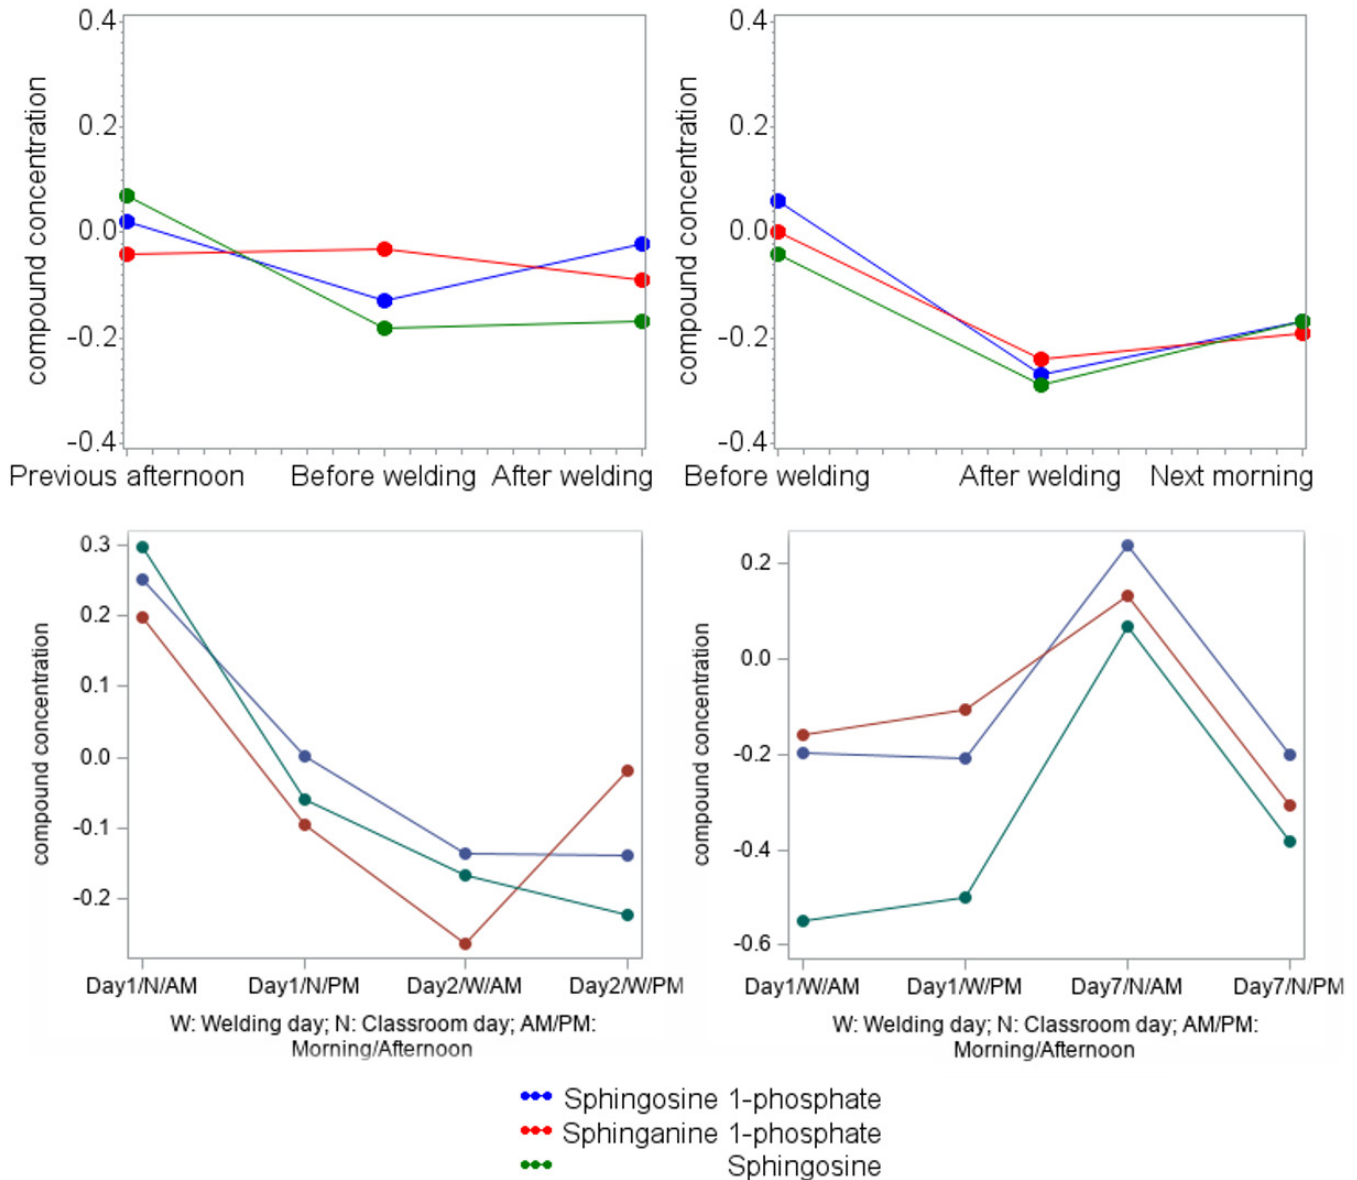 0.4
0.2
0.0
-0.2
-0.4
compound concentration
Previous afternoon Before welding After welding
0.4
0.2
0.0
-0.2
-0.4
compound concentration
Before welding After welding Next morning
0.3
0.2
0.1
0.0
-0.1
-0.2
compound concentration
Day1/N/AM Day1/N/PM Day2/W/AM Day2/W/PM
W: Welding day; N: Classroom day; AM/PM:
Morning/Afternoon
0.2
0.0
-0.2
-0.4
-0.6
compound concentration
Day1/W/AM Day1/W/PM Day7/N/AM Day7/N/PM
W: Welding day; N: Classroom day; AM/PM:
Morning/Afternoon
Sphingosine 1-phosphate
Sphinganine 1-phosphate
Sphingosine